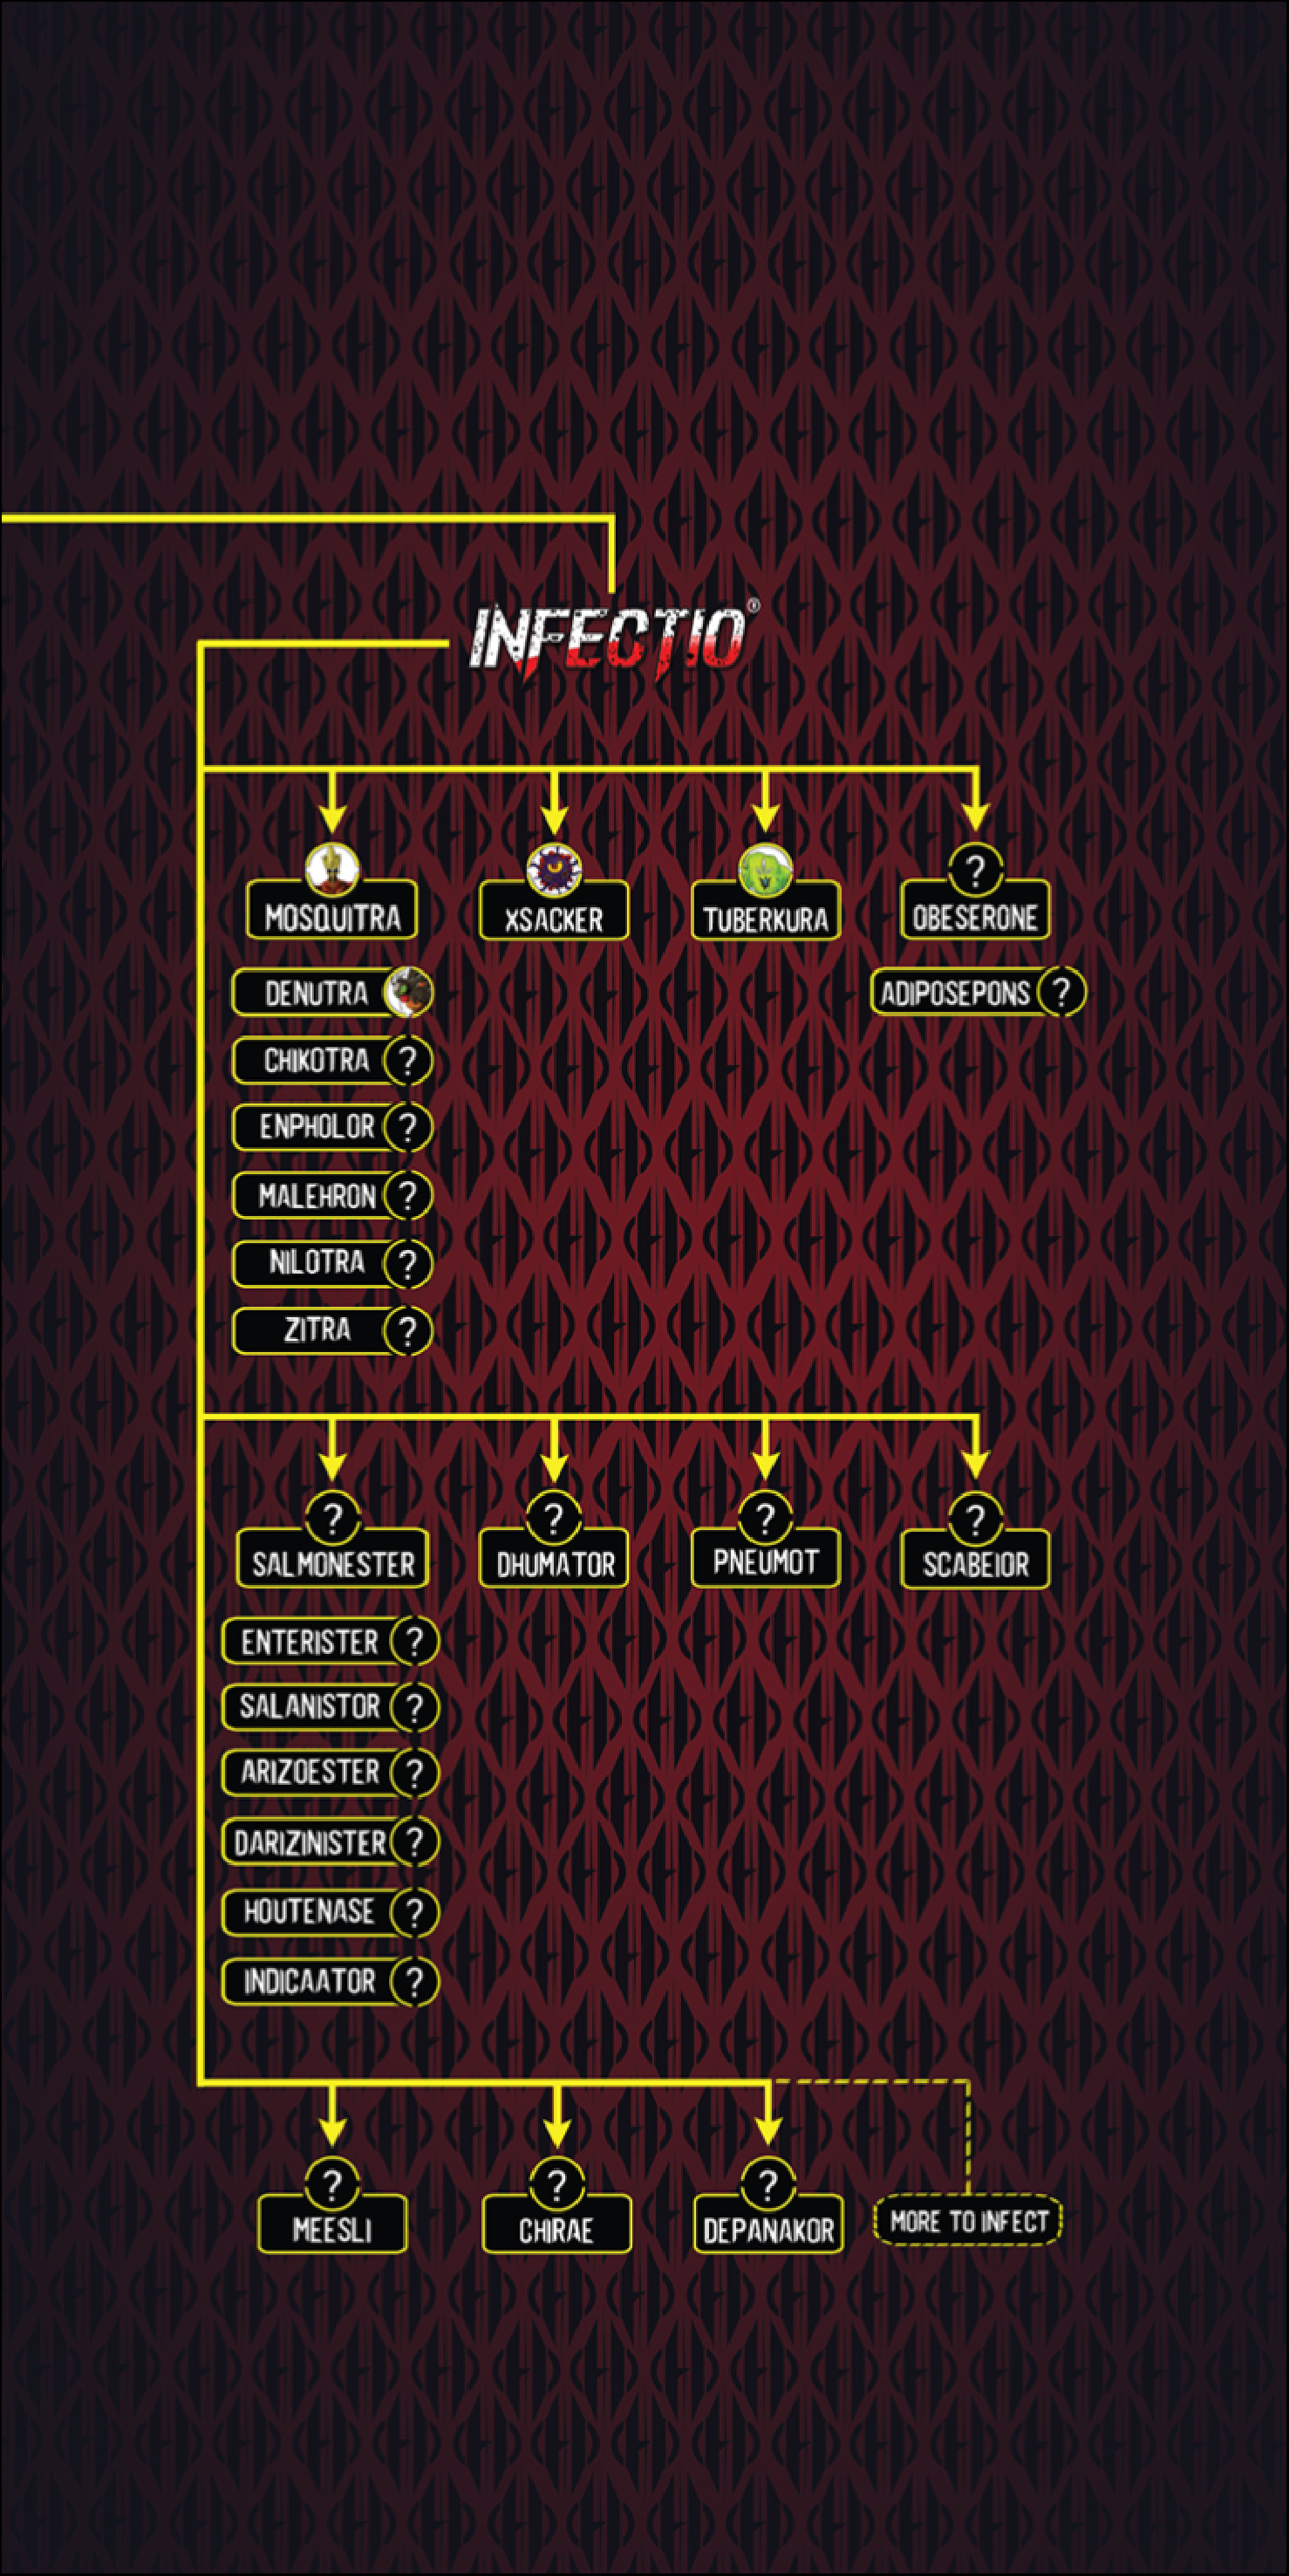 INFECTIO®
?
MOSQUITRA
XSACKER
TUBERKURA
OBESERONE
DENUTRA
ADIPOSEPONS ?
CHIKOTRA ?
ENPHOLOR ?
MALEHRON ?
NILOTRA ?
ZITRA ?
? ? ? ?
SALMONESTER
DHUMATOR
PNEUMOT
SCABEIOR
ENTERISTER ?
SALANISTOR ?
ARIZOESTER ?
DARIZINISTER ?
HOUTENASE ?
INDICAATOR ?
? ? ?
MEESLI
CHIRAE
DEPANAKOR
MORE TO INFECT